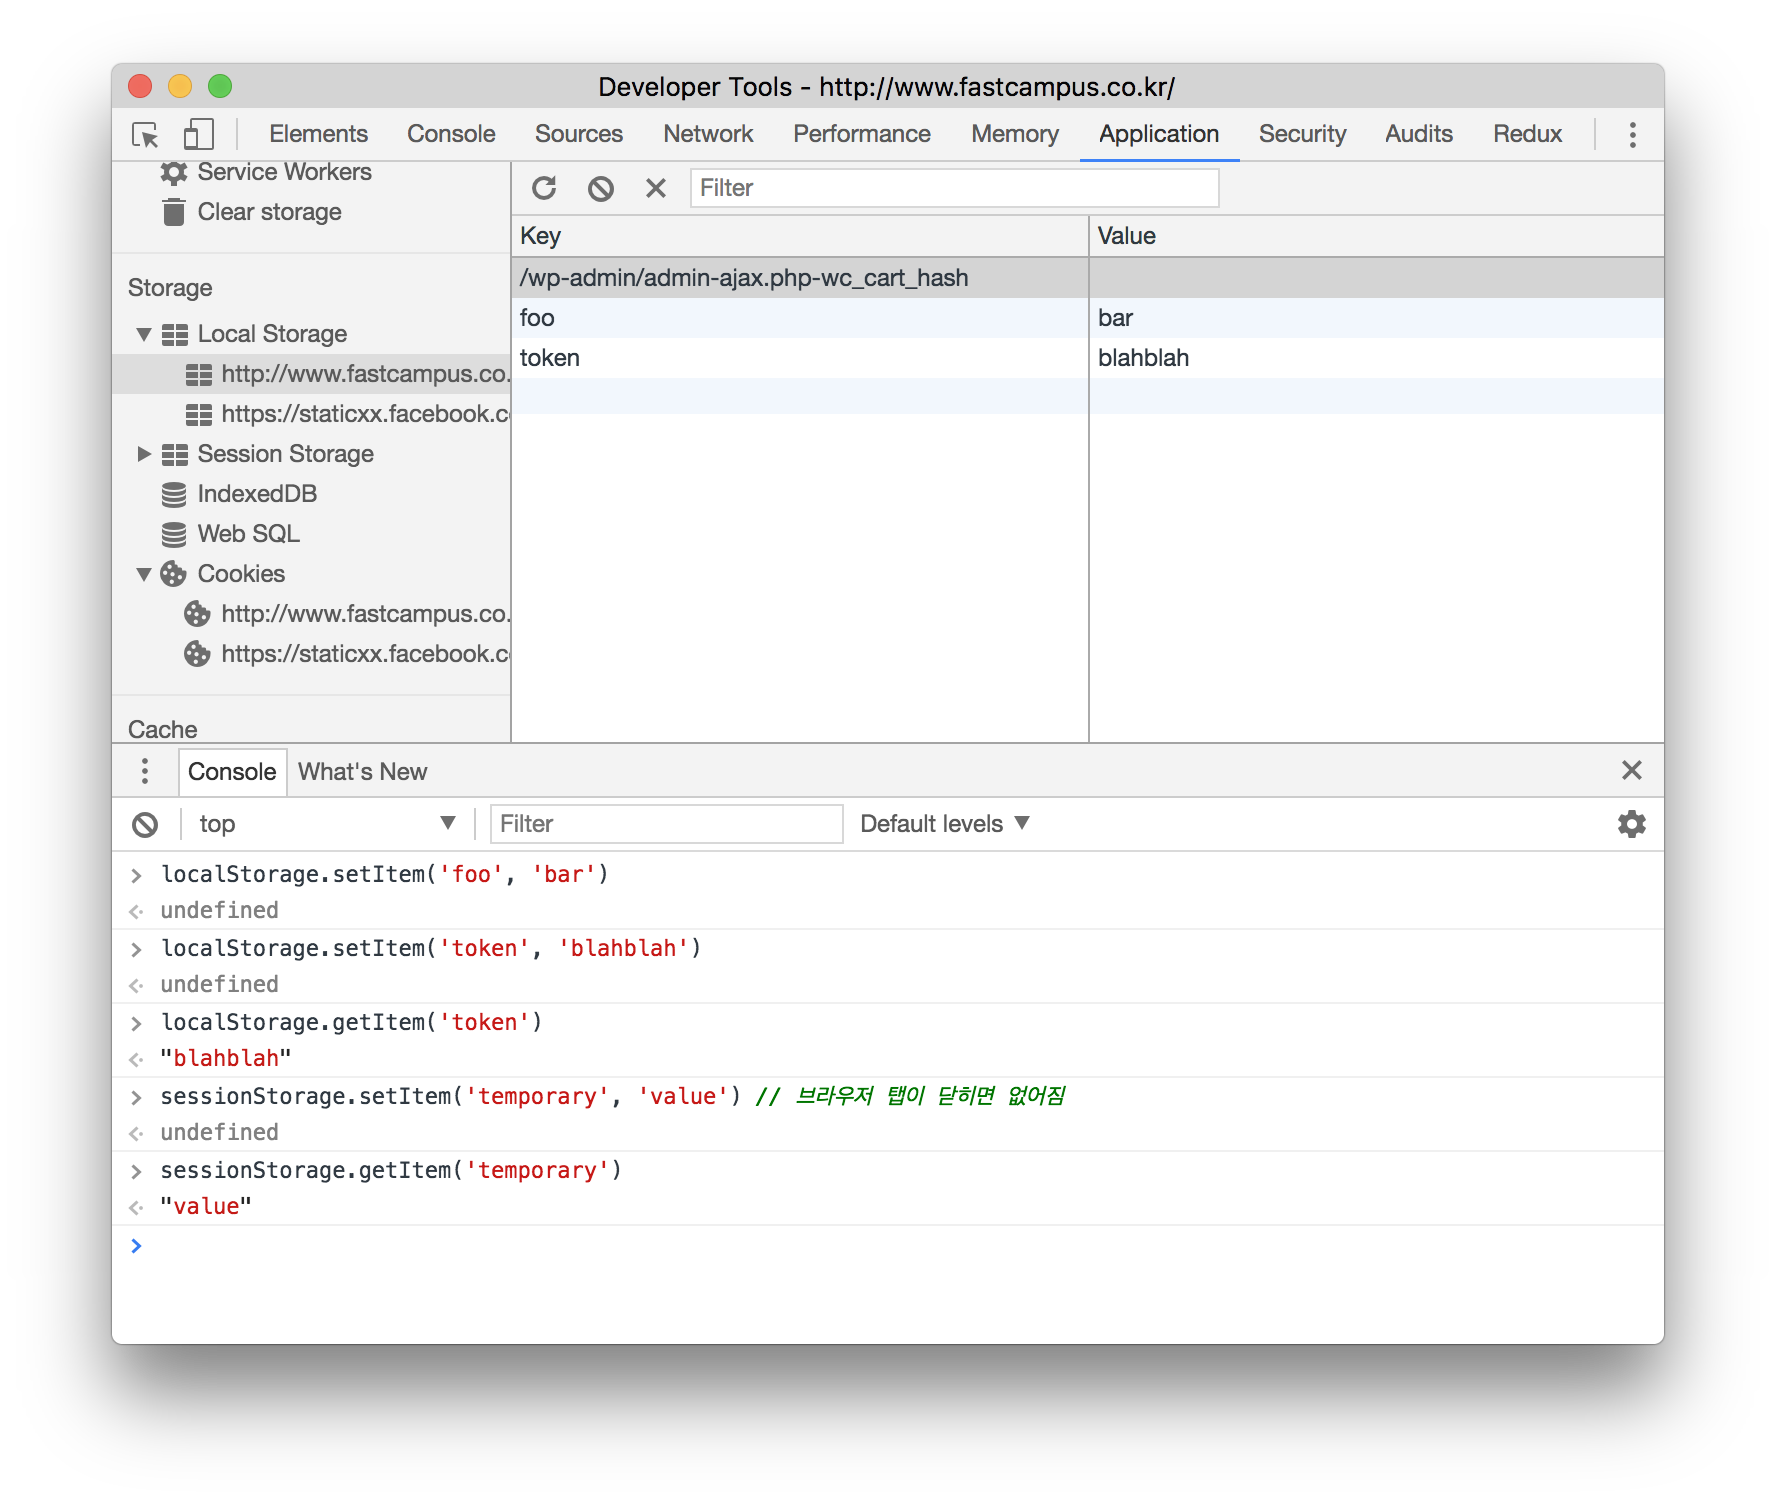 Developer Tools - http://www.fastcampus.co.kr/
Elements Console Sources Network Performance Memory Application Security Audits Redux
Service Workers
Clear storage
Storage
Local Storage
http://www.fastcampus.co.
https://staticxx.facebook.c
Session Storage
IndexedDB
Web SQL
Cookies
http://www.fastcampus.co.
https://staticxx.facebook.c
Cache
Filter
Key Value
/wp-admin/admin-ajax.php-wc_cart_hash
foo bar
token blahblah
Console What's New
top Filter Default levels
localStorage.setItem('foo', 'bar')
undefined
localStorage.setItem('token', 'blahblah')
undefined
localStorage.getItem('token')
"blahblah"
sessionStorage.setItem('temporary', 'value') // 브라우저 탭이 닫히면 없어짐
undefined
sessionStorage.getItem('temporary')
"value"